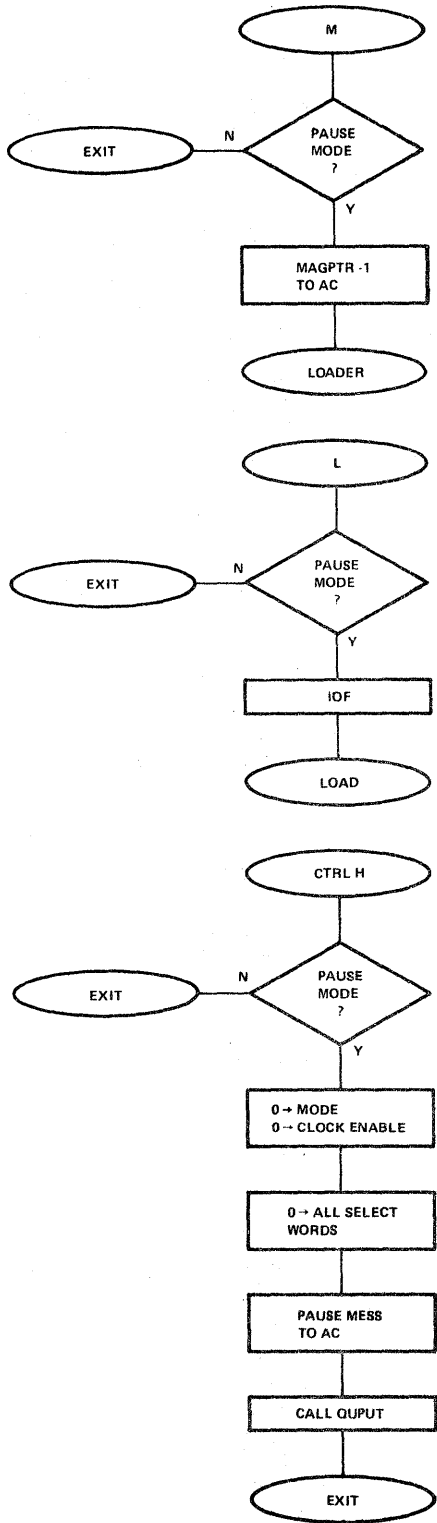 M
PAUSE
MODE
?
N
EXIT
Y
MAGPTR -1
TO AC
LOADER
L
PAUSE
MODE
?
N
EXIT
Y
IOF
LOAD
CTRL H
PAUSE
MODE
?
N
EXIT
Y
0 → MODE
0 → CLOCK ENABLE
0 → ALL SELECT
WORDS
PAUSE MESS
TO AC
CALL QUPUT
EXIT